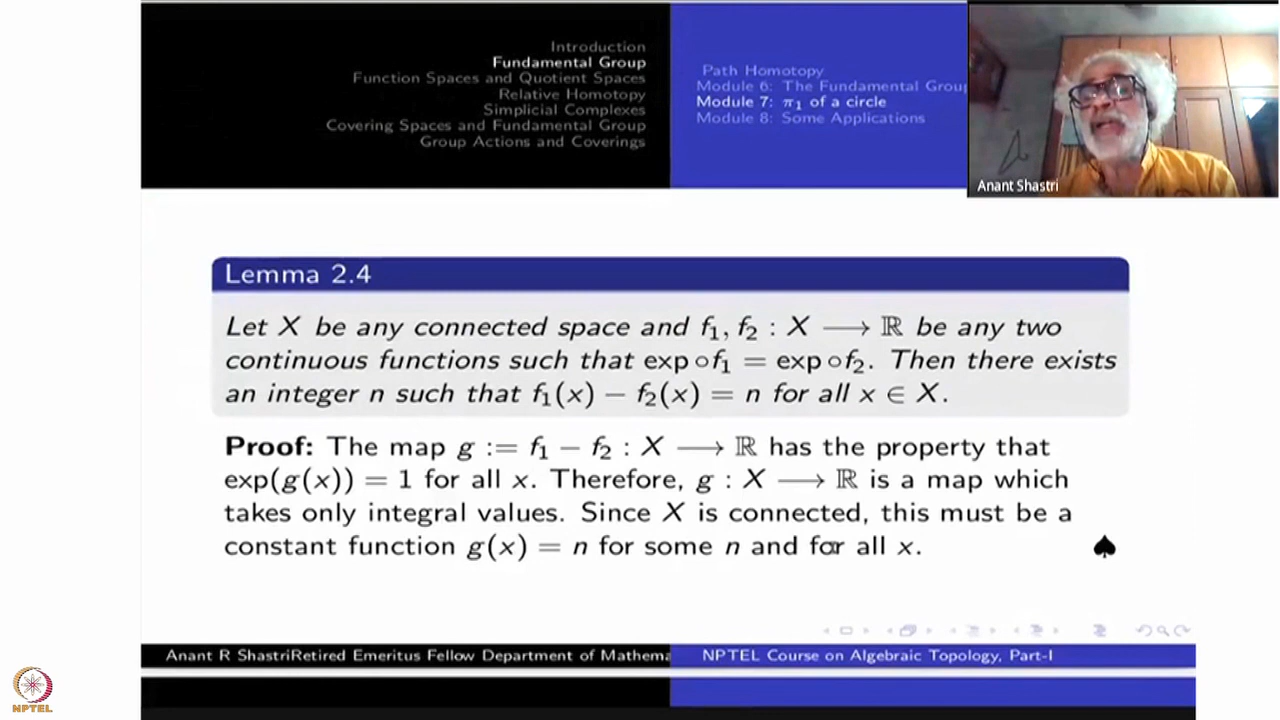 Introduction
Fundamental Group
Function Spaces and Quotient Spaces
Relative Homotopy
Simplicial Complexes
Covering Spaces and Fundamental Group
Group Actions and Coverings
Path Homotopy
Module 6: The Fundamental Group
Module 7: π₁ of a circle
Module 8: Some Applications
Anant Shastri
Lemma 2.4
Let X be any connected space and f₁, f₂ : X ⟶ ℝ be any two
continuous functions such that exp ∘f₁ = exp ∘f₂. Then there exists
an integer n such that f₁(x) − f₂(x) = n for all x ∈ X.
Proof: The map g := f₁ − f₂ : X ⟶ ℝ has the property that
exp(g(x)) = 1 for all x. Therefore, g : X ⟶ ℝ is a map which
takes only integral values. Since X is connected, this must be a
constant function g(x) = n for some n and for all x. ♠
Anant R ShastriRetired Emeritus Fellow Department of Mathema
NPTEL Course on Algebraic Topology, Part-I
NPTEL